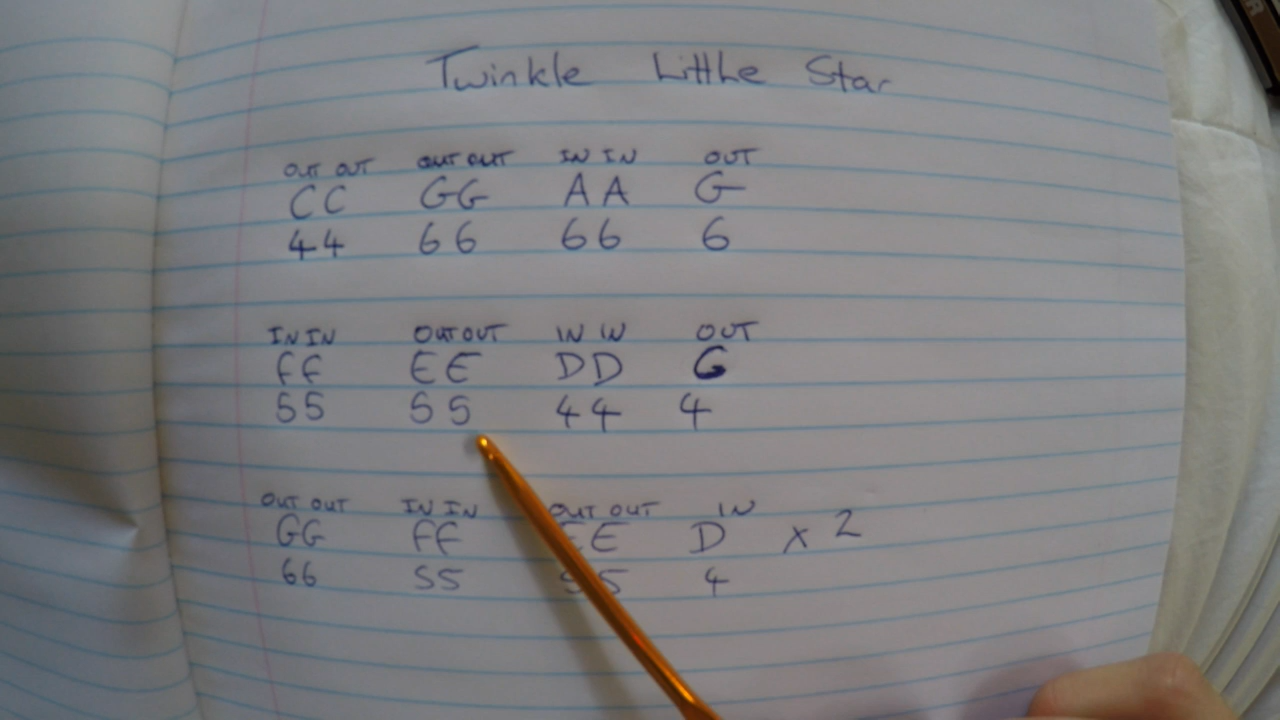 Twinkle Little Star
OUT OUT OUT OUT IN IN OUT
CC GG AA G
44 66 66 6
IN IN OUT OUT IN IN OUT
FF EE DD G
55 55 44 4
OUT OUT IN IN OUT OUT IN
GG FF EE D x 2
66 55 55 4